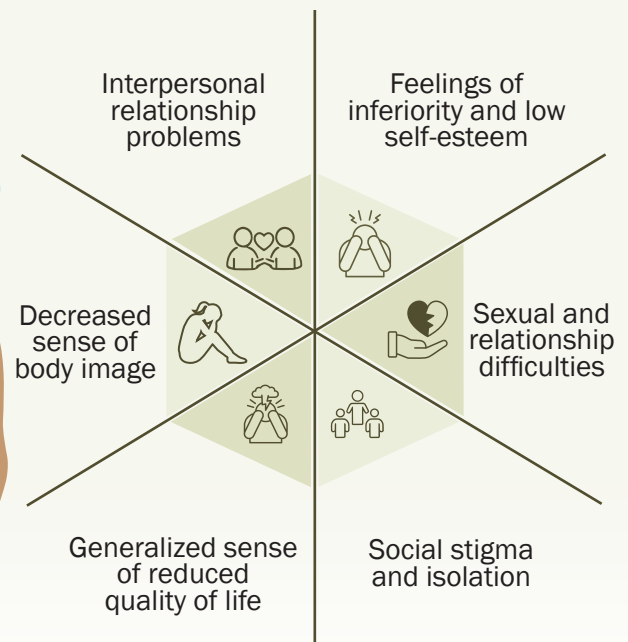 Interpersonal
relationship
problems
Feelings of
inferiority and low
self-esteem
Decreased
sense of
body image
Sexual and
relationship
difficulties
Generalized sense
of reduced
quality of life
Social stigma
and isolation